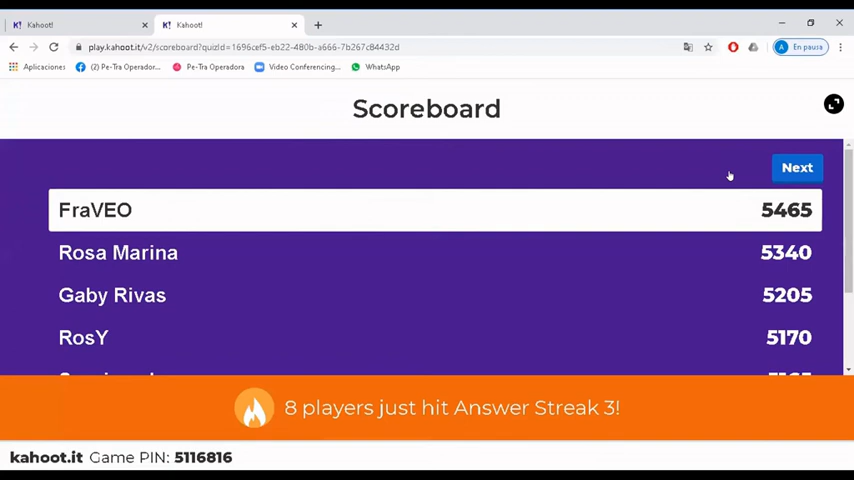 Kahoot!
Kahoot!
play.kahoot.it/v2/scoreboard?quizId=1696cef5-eb22-480b-a666-7b267c84432d
En pausa
Aplicaciones
(2) Pe-Tra Operador...
Pe-Tra Operadora
Video Conferencing...
WhatsApp
Scoreboard
Next
FraVEO 5465
Rosa Marina 5340
Gaby Rivas 5205
RosY 5170
8 players just hit Answer Streak 3!
kahoot.it Game PIN: 5116816